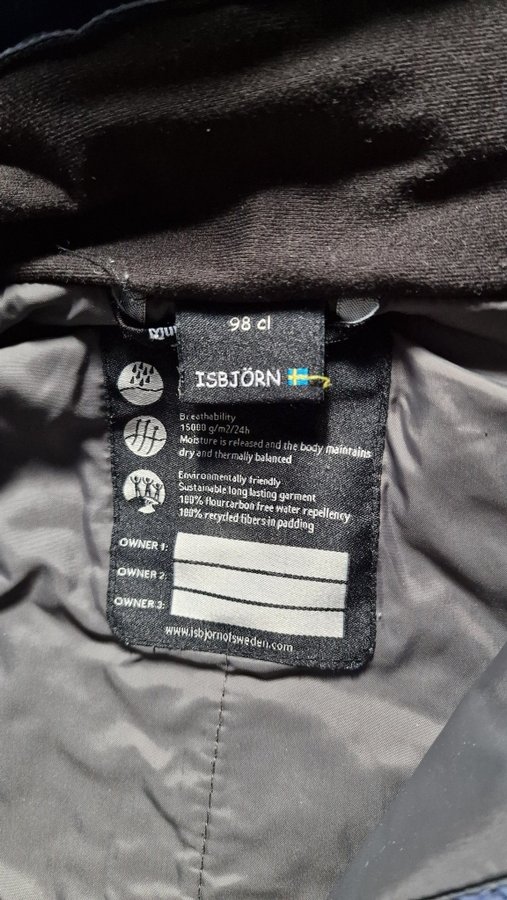 98 cl
ISBJÖRN
Breathability
15000 g/m2/24h
Moisture is released and the body maintains
dry and thermally balanced
Environmentally friendly
Sustainable long lasting garment
100% flourcarbon free water repellency
100% recycled fibers in padding
OWNER 1:
OWNER 2:
OWNER 3:
www.isbjornofsweden.com